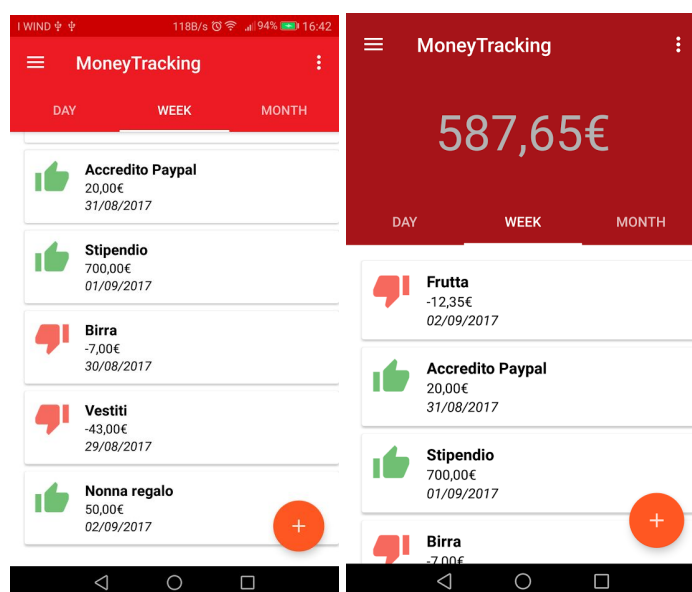 I WIND 118B/s 94% 16:42
MoneyTracking
DAY WEEK MONTH
Accredito Paypal
20,00€
31/08/2017
Stipendio
700,00€
01/09/2017
Birra
-7,00€
30/08/2017
Vestiti
-43,00€
29/08/2017
Nonna regalo
50,00€
02/09/2017
+
MoneyTracking
587,65€
DAY WEEK MONTH
Frutta
-12,35€
02/09/2017
Accredito Paypal
20,00€
31/08/2017
Stipendio
700,00€
01/09/2017
+
Birra
-7,00€